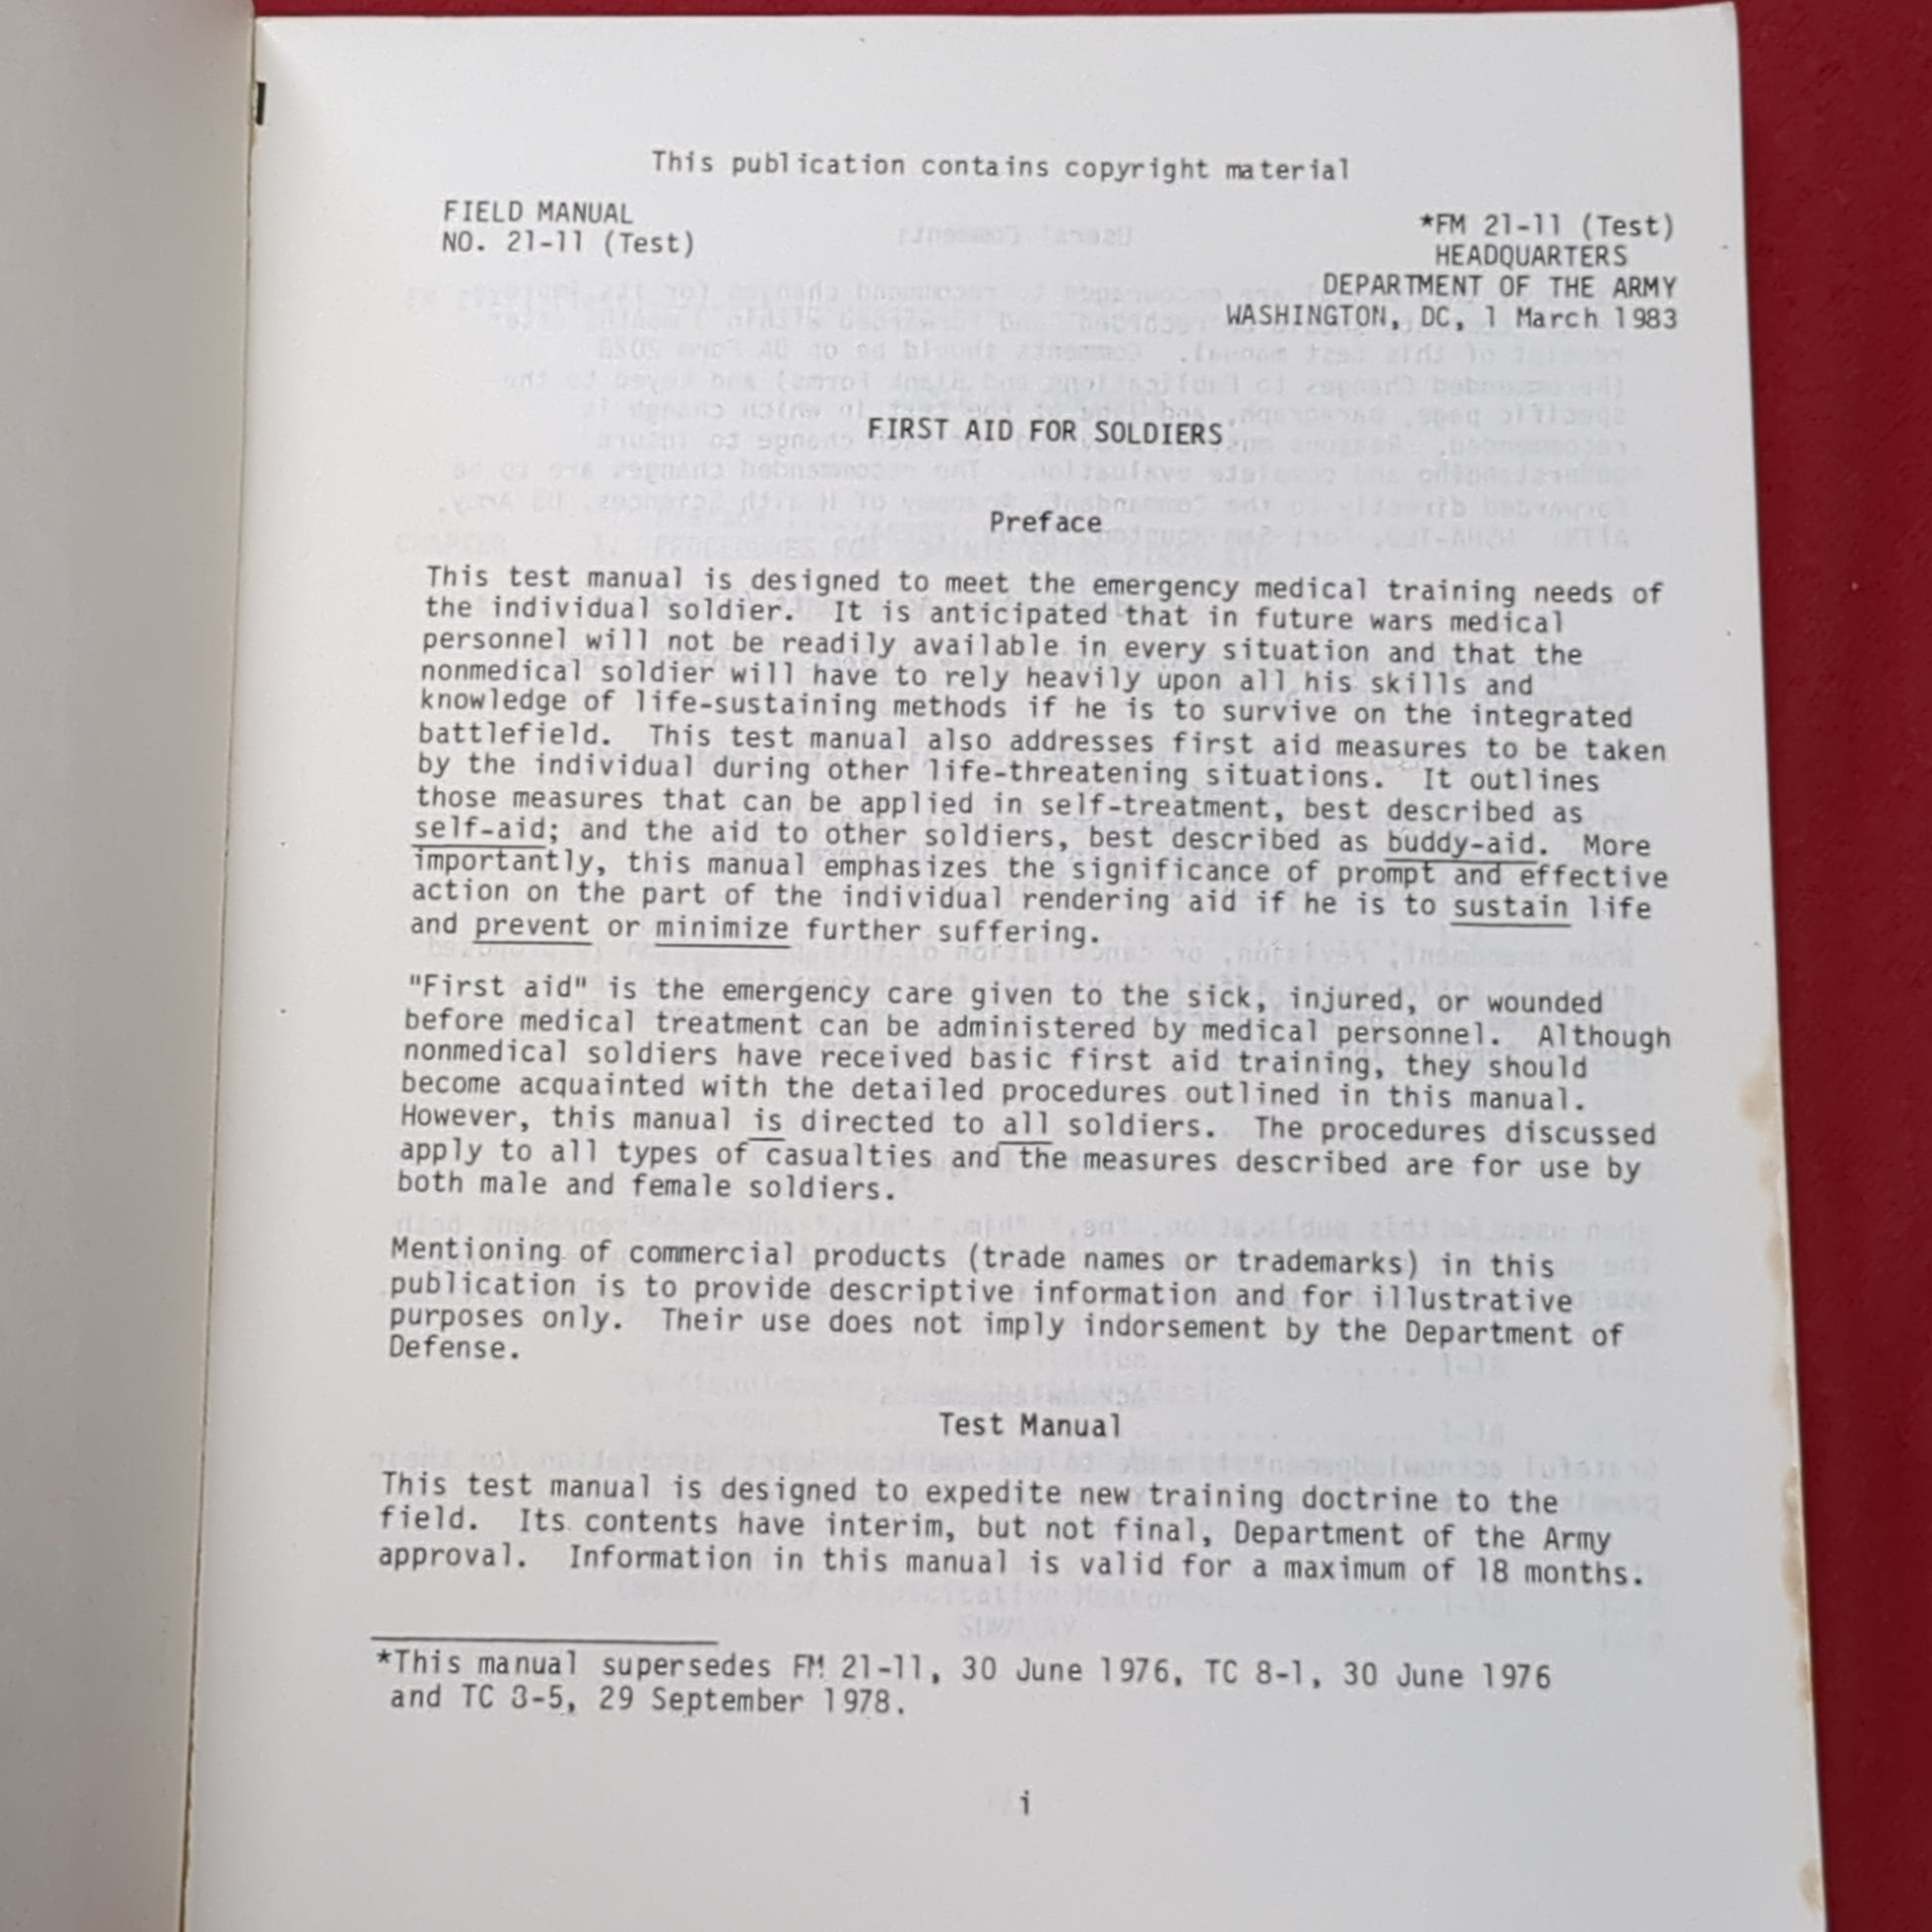 This publication contains copyright material
FIELD MANUAL
NO. 21-11 (Test)
*FM 21-11 (Test)
HEADQUARTERS
DEPARTMENT OF THE ARMY
WASHINGTON, DC, 1 March 1983
FIRST AID FOR SOLDIERS
Preface
This test manual is designed to meet the emergency medical training needs of
the individual soldier. It is anticipated that in future wars medical
personnel will not be readily available in every situation and that the
nonmedical soldier will have to rely heavily upon all his skills and
knowledge of life-sustaining methods if he is to survive on the integrated
battlefield. This test manual also addresses first aid measures to be taken
by the individual during other life-threatening situations. It outlines
those measures that can be applied in self-treatment, best described as
self-aid; and the aid to other soldiers, best described as buddy-aid. More
importantly, this manual emphasizes the significance of prompt and effective
action on the part of the individual rendering aid if he is to sustain life
and prevent or minimize further suffering.
"First aid" is the emergency care given to the sick, injured, or wounded
before medical treatment can be administered by medical personnel. Although
nonmedical soldiers have received basic first aid training, they should
become acquainted with the detailed procedures outlined in this manual.
However, this manual is directed to all soldiers. The procedures discussed
apply to all types of casualties and the measures described are for use by
both male and female soldiers.
Mentioning of commercial products (trade names or trademarks) in this
publication is to provide descriptive information and for illustrative
purposes only. Their use does not imply indorsement by the Department of
Defense.
Test Manual
This test manual is designed to expedite new training doctrine to the
field. Its contents have interim, but not final, Department of the Army
approval. Information in this manual is valid for a maximum of 18 months.
*This manual supersedes FM 21-11, 30 June 1976, TC 8-1, 30 June 1976
and TC 8-5, 29 September 1978.
i